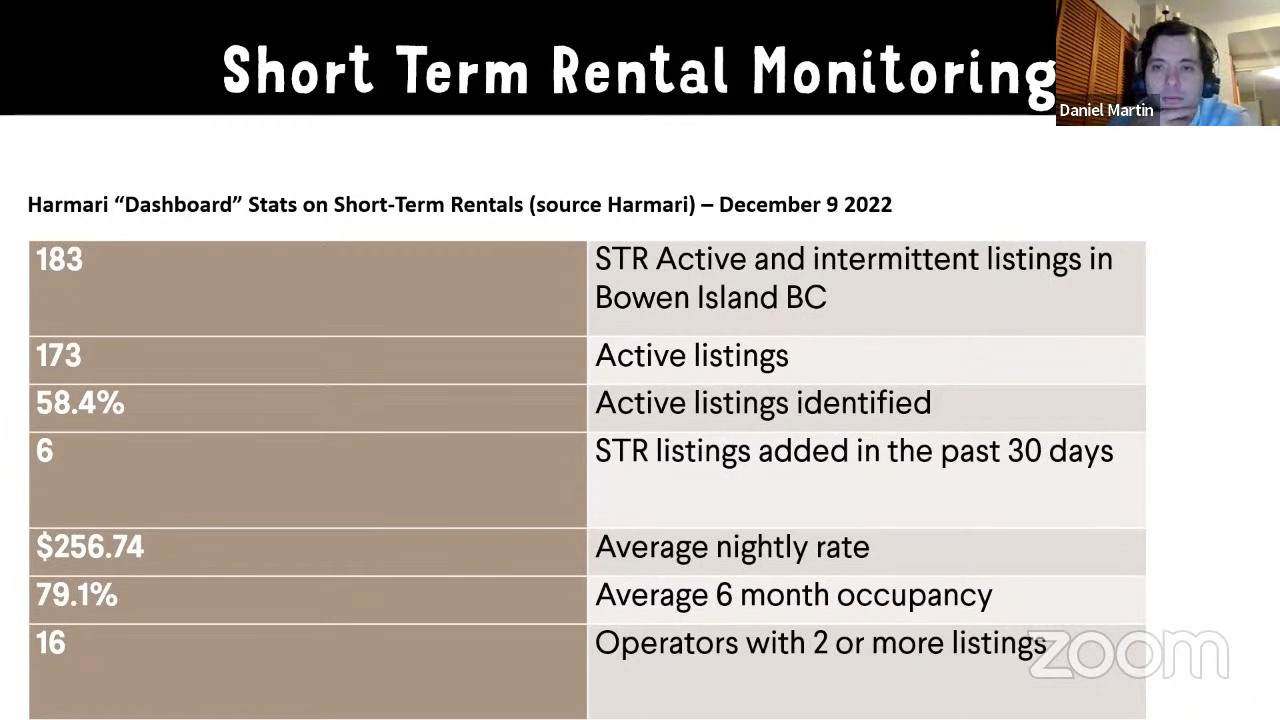 Short Term Rental Monitoring
Daniel Martin
Harmari “Dashboard” Stats on Short-Term Rentals (source Harmari) – December 9 2022
183
STR Active and intermittent listings in
Bowen Island BC
173
Active listings
58.4%
Active listings identified
6
STR listings added in the past 30 days
$256.74
Average nightly rate
79.1%
Average 6 month occupancy
16
Operators with 2 or more listings
zoom